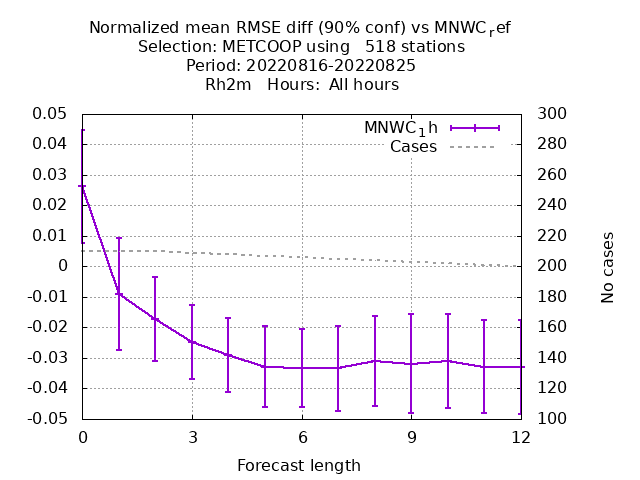 Normalized mean RMSE diff (90% conf) vs MNWC_ref
Selection: METCOOP using   518 stations
Period: 20220816-20220825
Rh2m   Hours:  All hours
0.05 300
MNWC_1h
0.04 280
Cases
0.03 260
0.02 240
0.01 220
0 200
-0.01 180
-0.02 160
-0.03 140
-0.04 120
-0.05 100
No cases
0 3 6 9 12
Forecast length